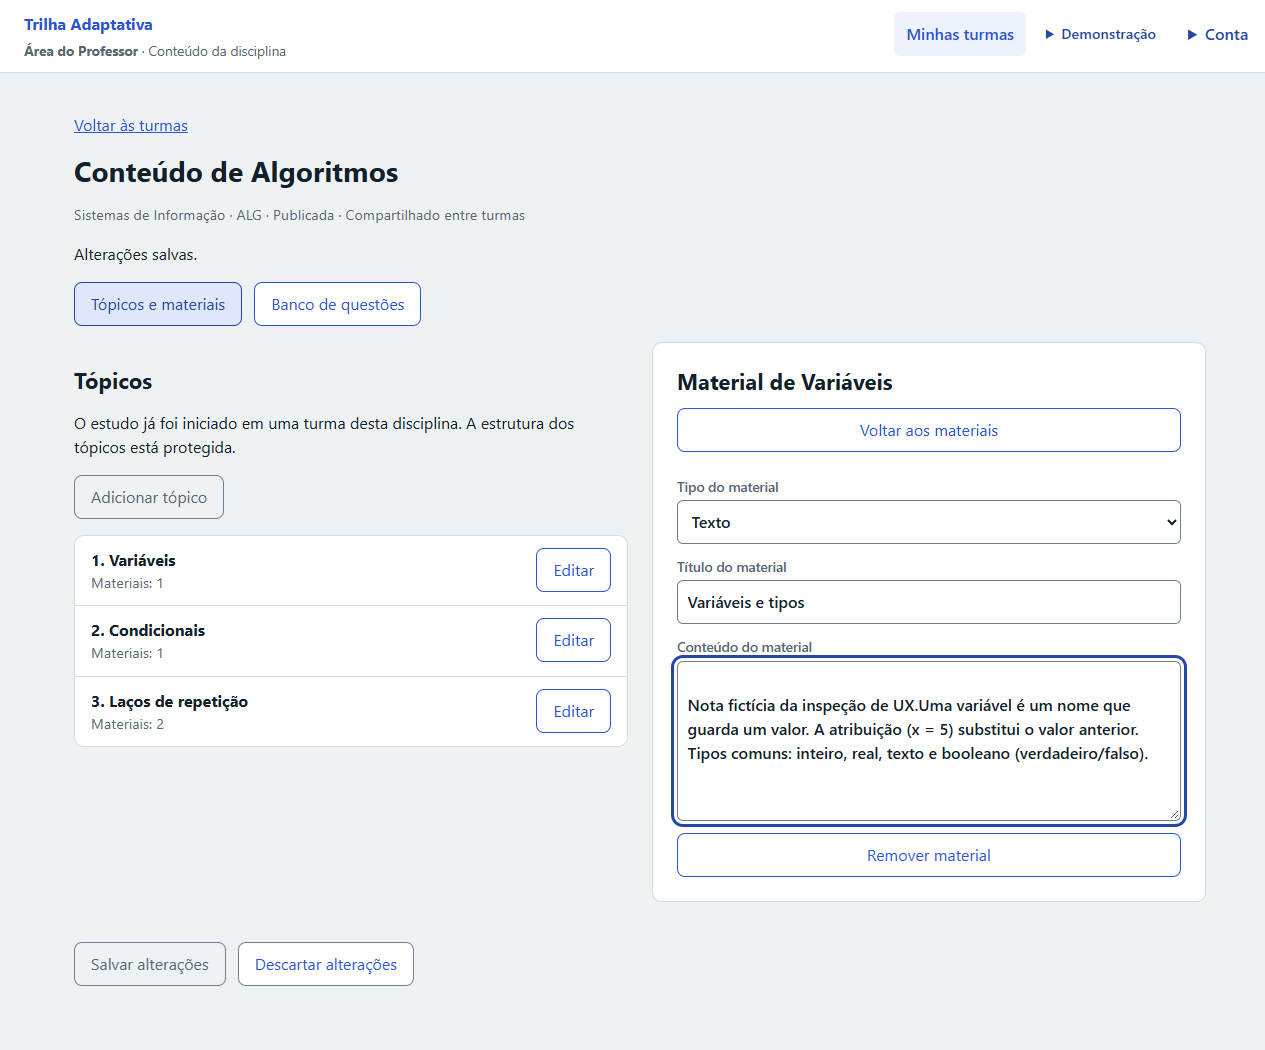 Trilha Adaptativa
Área do Professor · Conteúdo da disciplina
Minhas turmas
Demonstração
Conta
Voltar às turmas
Conteúdo de Algoritmos
Sistemas de Informação · ALG · Publicada · Compartilhado entre turmas
Alterações salvas.
Tópicos e materiais
Banco de questões
Tópicos
O estudo já foi iniciado em uma turma desta disciplina. A estrutura dos
tópicos está protegida.
Adicionar tópico
1. Variáveis
Materiais: 1
Editar
2. Condicionais
Materiais: 1
Editar
3. Laços de repetição
Materiais: 2
Editar
Material de Variáveis
Voltar aos materiais
Tipo do material
Texto
Título do material
Variáveis e tipos
Conteúdo do material
Nota fictícia da inspeção de UX.Uma variável é um nome que
guarda um valor. A atribuição (x = 5) substitui o valor anterior.
Tipos comuns: inteiro, real, texto e booleano (verdadeiro/falso).
Remover material
Salvar alterações
Descartar alterações